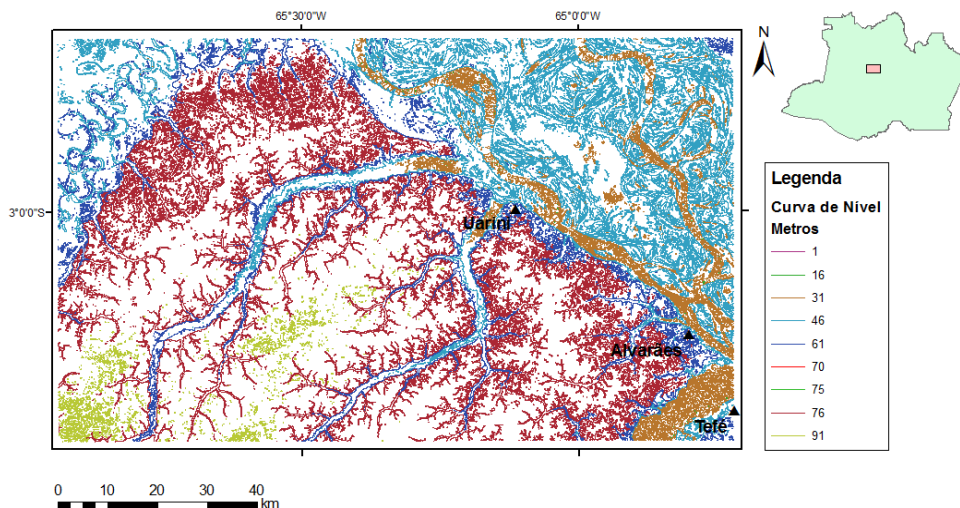 65°30'0"W
65°0'0"W
N
3°0'0"S
Uarini
Alvarães
Tefé
Legenda
Curva de Nível
Metros
1
16
31
46
61
70
75
76
91
0
10
20
30
40
km